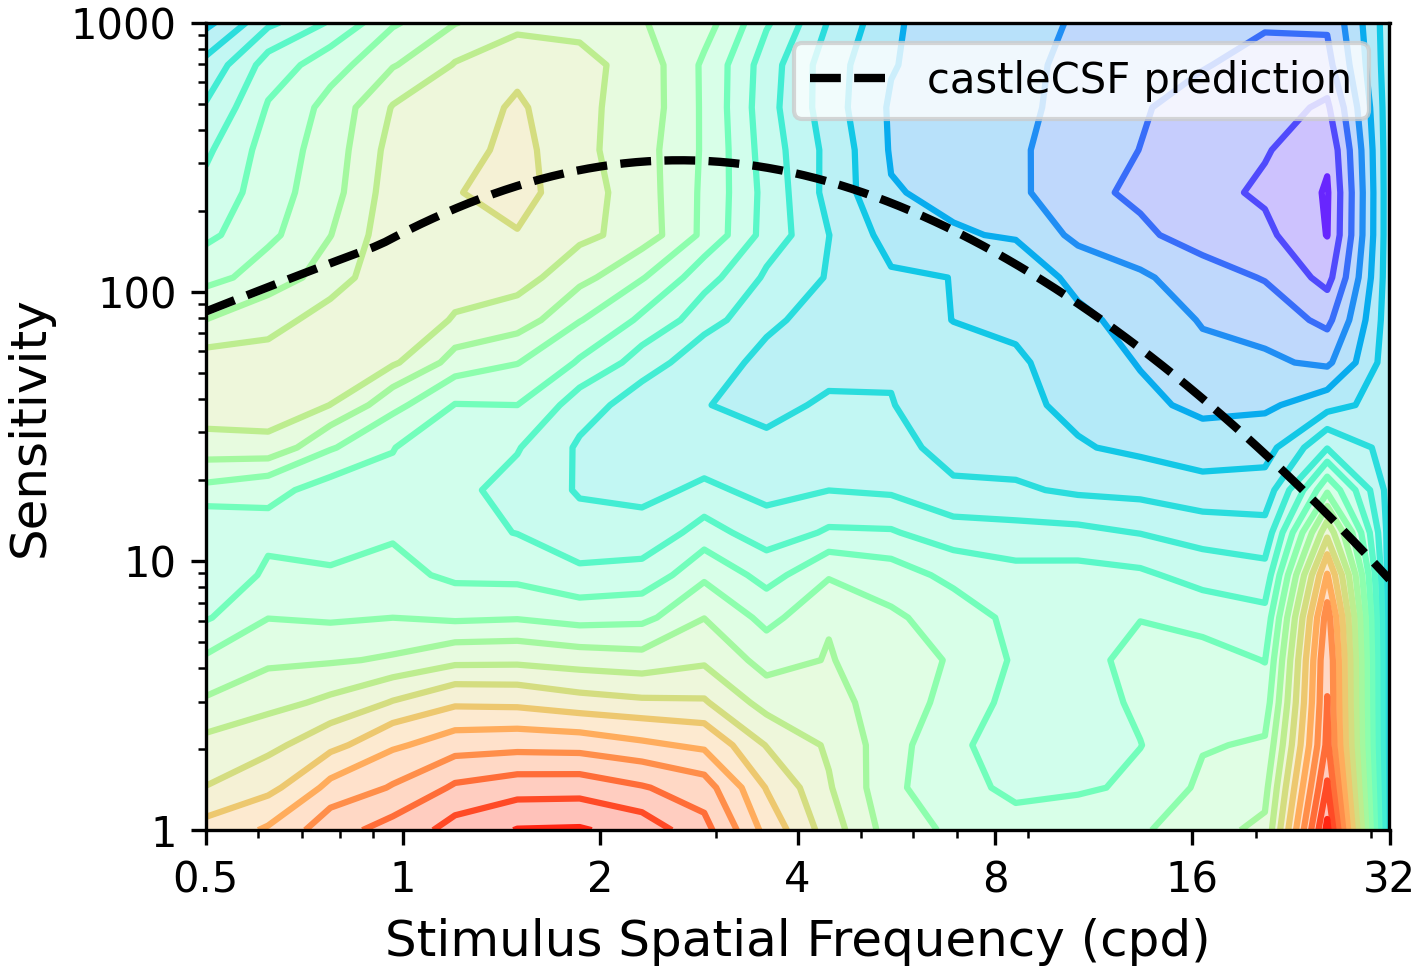 1000
100
10
1
Sensitivity
castleCSF prediction
0.5 1 2 4 8 16 32
Stimulus Spatial Frequency (cpd)